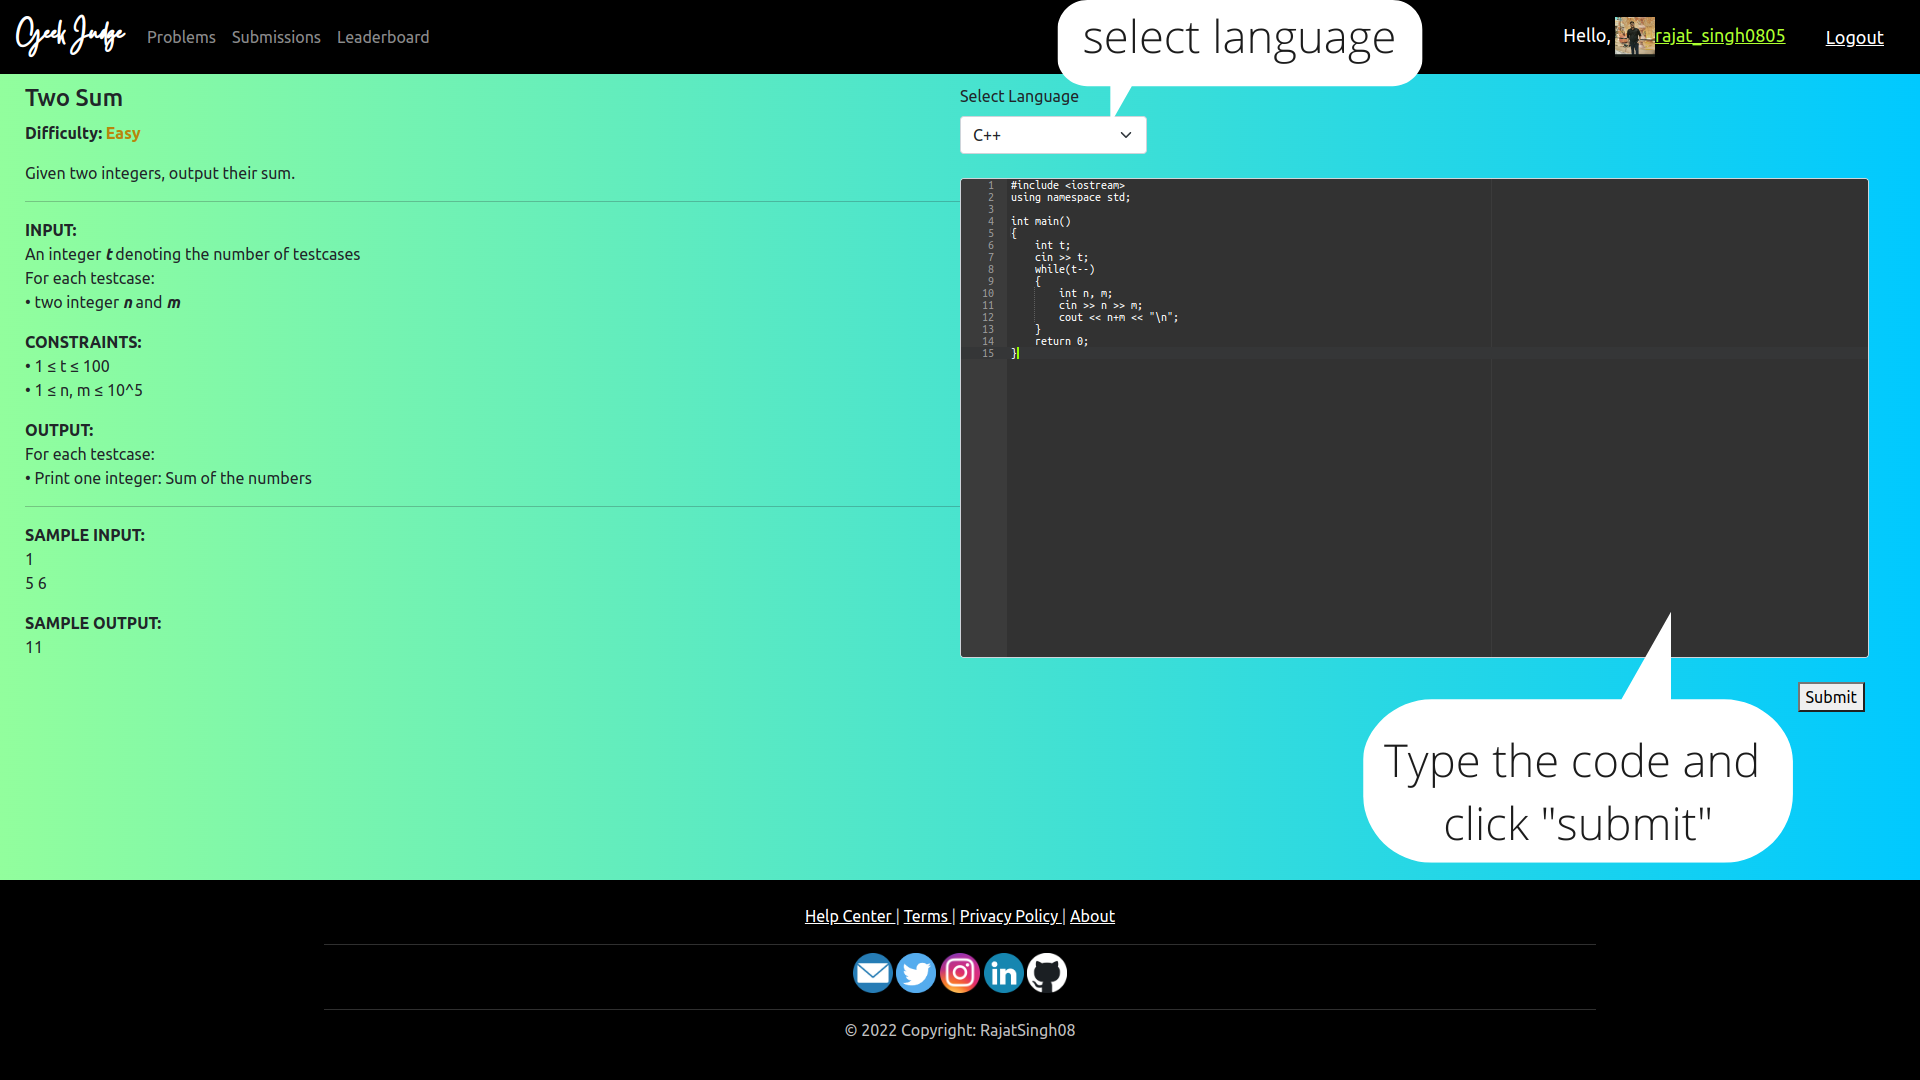 Geek Judge Problems Submissions Leaderboard
select language
Hello, rajat_singh0805 Logout
Two Sum
Difficulty: Easy
Given two integers, output their sum.
INPUT:
An integer t denoting the number of testcases
For each testcase:
• two integer n and m
CONSTRAINTS:
• 1 ≤ t ≤ 100
• 1 ≤ n, m ≤ 10^5
OUTPUT:
For each testcase:
• Print one integer: Sum of the numbers
SAMPLE INPUT:
1
5 6
SAMPLE OUTPUT:
11
Select Language
C++
1 #include <iostream>
2 using namespace std;
3
4 int main()
5 {
6 int t;
7 cin >> t;
8 while(t--)
9 {
10 int n, m;
11 cin >> n >> m;
12 cout << n+m << "\n";
13 }
14 return 0;
15 }
Submit
Type the code and
click "submit"
Help Center | Terms | Privacy Policy | About
in
© 2022 Copyright: RajatSingh08